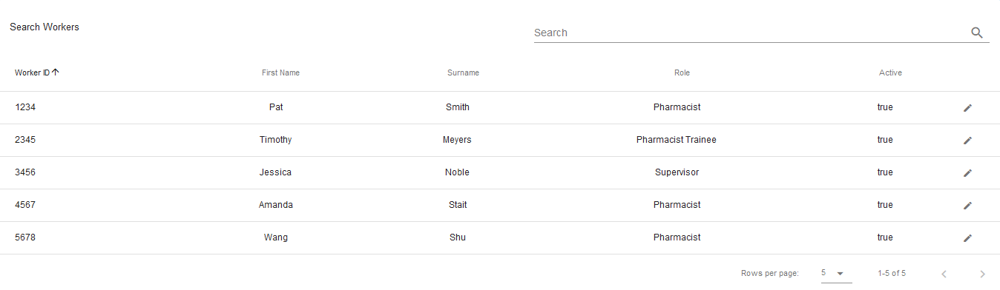 Search Workers
Search
Worker ID First Name Surname Role Active
1234 Pat Smith Pharmacist true
2345 Timothy Meyers Pharmacist Trainee true
3456 Jessica Noble Supervisor true
4567 Amanda Stait Pharmacist true
5678 Wang Shu Pharmacist true
Rows per page: 5 1-5 of 5